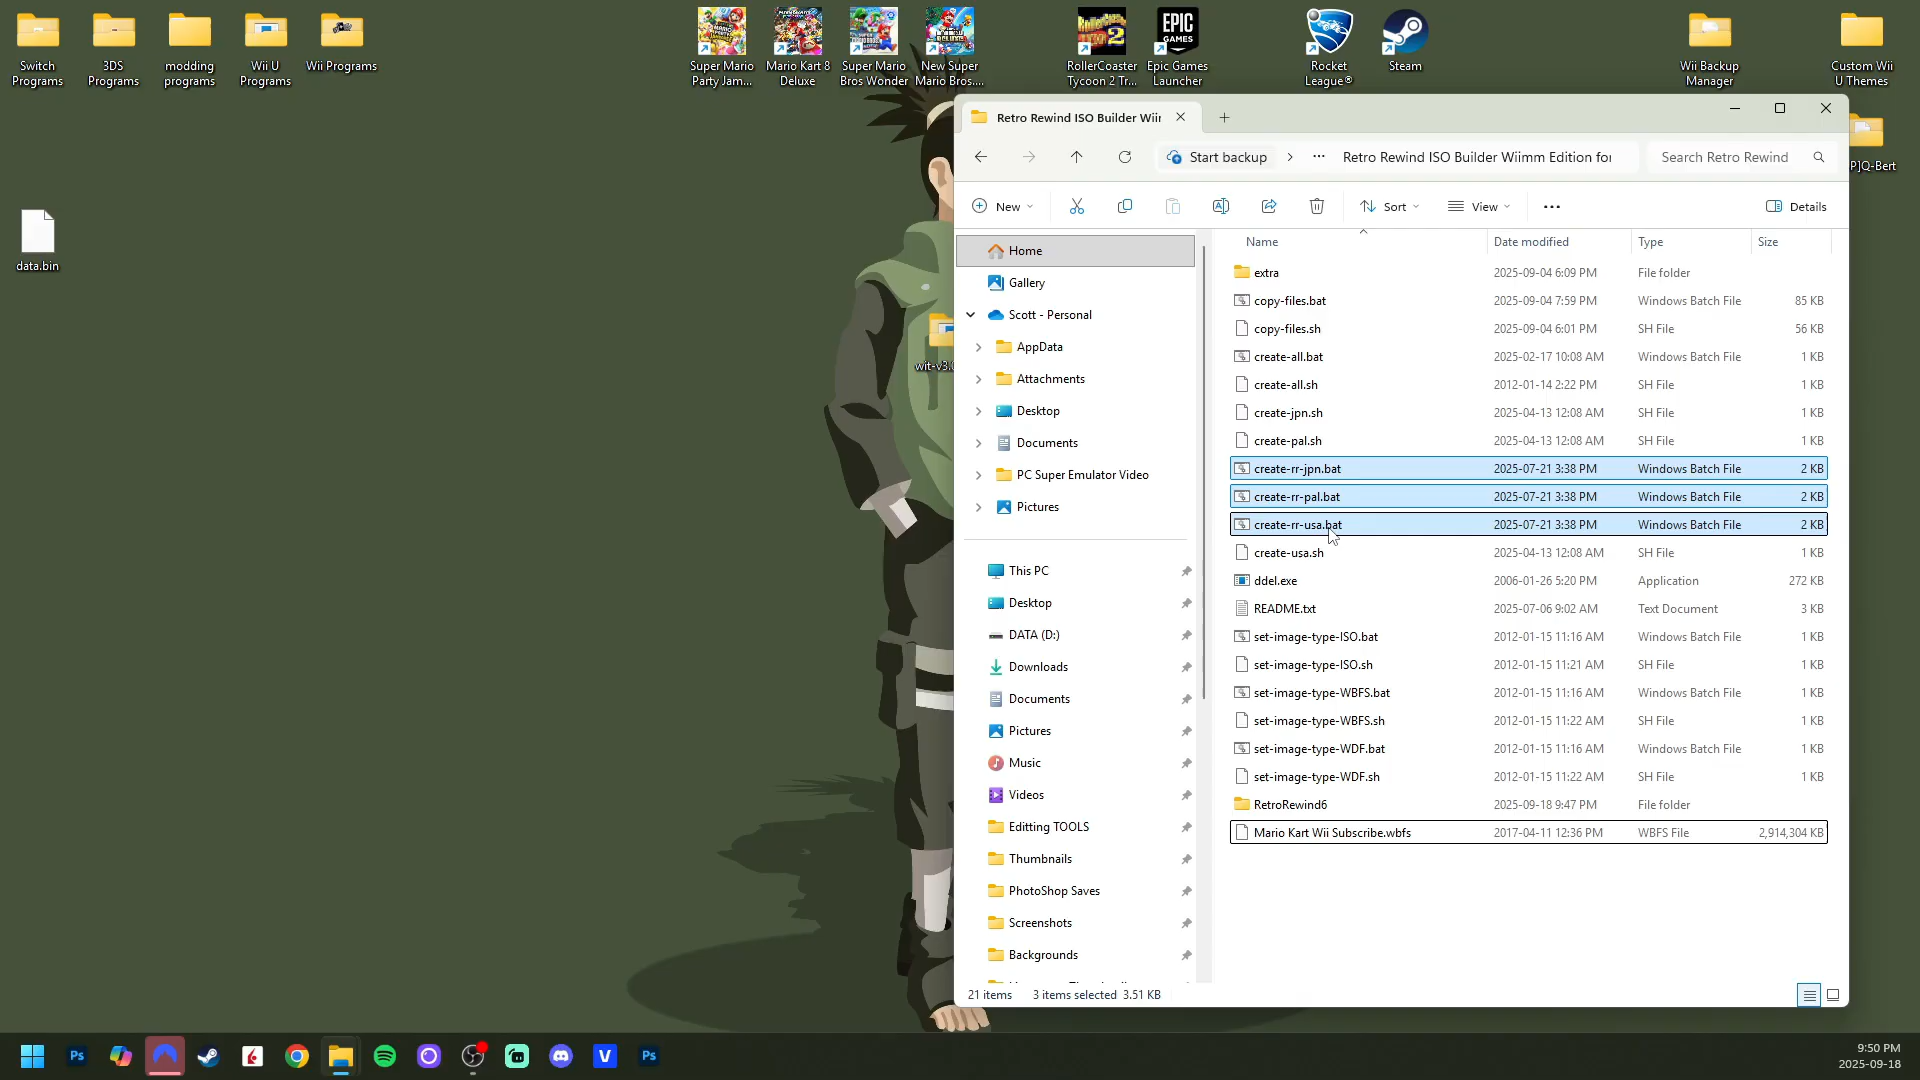 Switch
Programs
3DS
Programs
modding
programs
Wii U
Programs
Wii Programs
Super Mario
Party Jam...
Mario Kart 8
Deluxe
Super Mario
Bros Wonder
New Super
Mario Bros....
RollerCoaster
Tycoon 2 Tr...
EPIC
GAMES
Epic Games
Launcher
Rocket
League®
Steam
Wii Backup
Manager
Custom Wii
U Themes
P]Q-Bert
data.bin
wit-v3.0
Retro Rewind ISO Builder Wiir
Start backup
Retro Rewind ISO Builder Wiimm Edition for
Search Retro Rewind
New
Sort
View
Details
Home
Gallery
Scott - Personal
AppData
Attachments
Desktop
Documents
PC Super Emulator Video
Pictures
This PC
Desktop
DATA (D:)
Downloads
Documents
Pictures
Music
Videos
Editting TOOLS
Thumbnails
PhotoShop Saves
Screenshots
Backgrounds
Name Date modified Type Size
extra 2025-09-04 6:09 PM File folder
copy-files.bat 2025-09-04 7:59 PM Windows Batch File 85 KB
copy-files.sh 2025-09-04 6:01 PM SH File 56 KB
create-all.bat 2025-02-17 10:08 AM Windows Batch File 1 KB
create-all.sh 2012-01-14 2:22 PM SH File 1 KB
create-jpn.sh 2025-04-13 12:08 AM SH File 1 KB
create-pal.sh 2025-04-13 12:08 AM SH File 1 KB
create-rr-jpn.bat 2025-07-21 3:38 PM Windows Batch File 2 KB
create-rr-pal.bat 2025-07-21 3:38 PM Windows Batch File 2 KB
create-rr-usa.bat 2025-07-21 3:38 PM Windows Batch File 2 KB
create-usa.sh 2025-04-13 12:08 AM SH File 1 KB
ddel.exe 2006-01-26 5:20 PM Application 272 KB
README.txt 2025-07-06 9:02 AM Text Document 3 KB
set-image-type-ISO.bat 2012-01-15 11:16 AM Windows Batch File 1 KB
set-image-type-ISO.sh 2012-01-15 11:21 AM SH File 1 KB
set-image-type-WBFS.bat 2012-01-15 11:16 AM Windows Batch File 1 KB
set-image-type-WBFS.sh 2012-01-15 11:22 AM SH File 1 KB
set-image-type-WDF.bat 2012-01-15 11:16 AM Windows Batch File 1 KB
set-image-type-WDF.sh 2012-01-15 11:22 AM SH File 1 KB
RetroRewind6 2025-09-18 9:47 PM File folder
Mario Kart Wii Subscribe.wbfs 2017-04-11 12:36 PM WBFS File 2,914,304 KB
21 items 3 items selected 3.51 KB
Ps
V
Ps
9:50 PM
2025-09-18